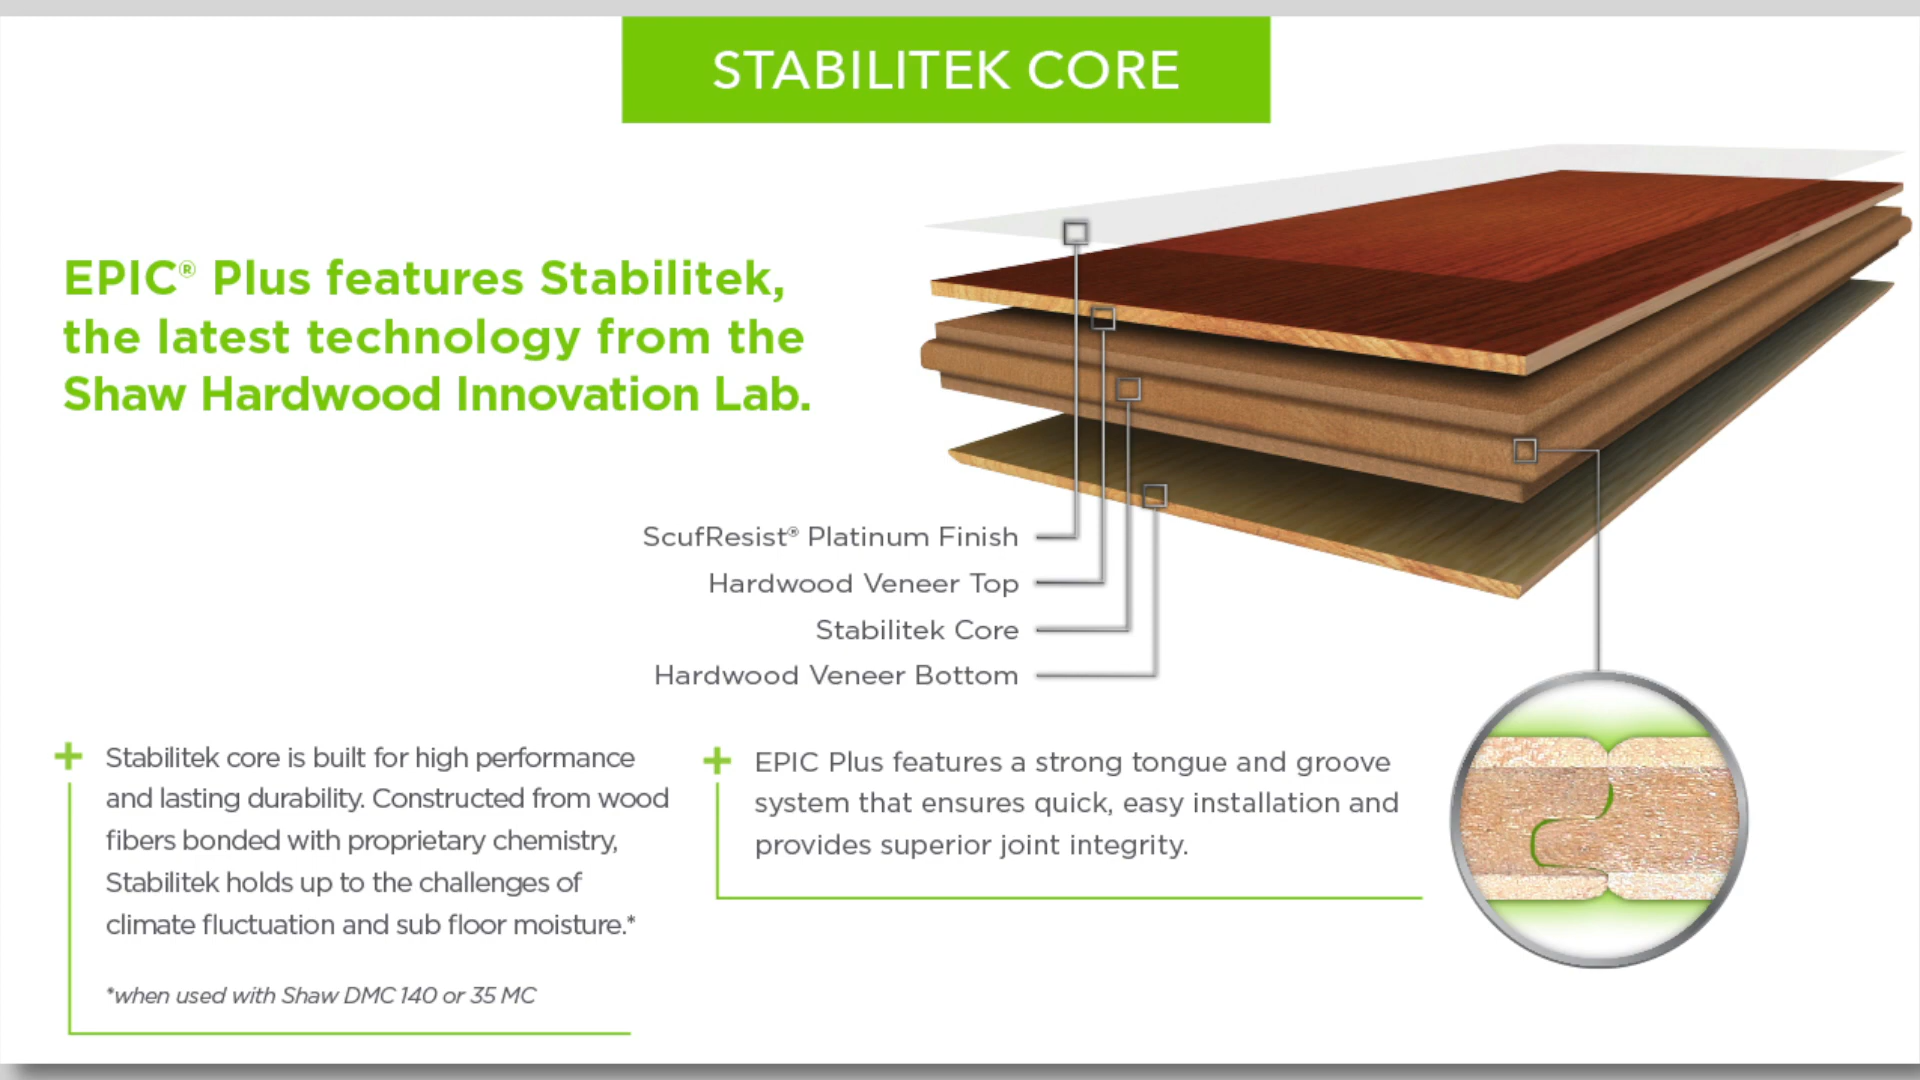 STABILITEK CORE
EPIC® Plus features Stabilitek,
the latest technology from the
Shaw Hardwood Innovation Lab.
ScufResist® Platinum Finish
Hardwood Veneer Top
Stabilitek Core
Hardwood Veneer Bottom
+ Stabilitek core is built for high performance
and lasting durability. Constructed from wood
fibers bonded with proprietary chemistry,
Stabilitek holds up to the challenges of
climate fluctuation and sub floor moisture.*
*when used with Shaw DMC 140 or 35 MC
+ EPIC Plus features a strong tongue and groove
system that ensures quick, easy installation and
provides superior joint integrity.